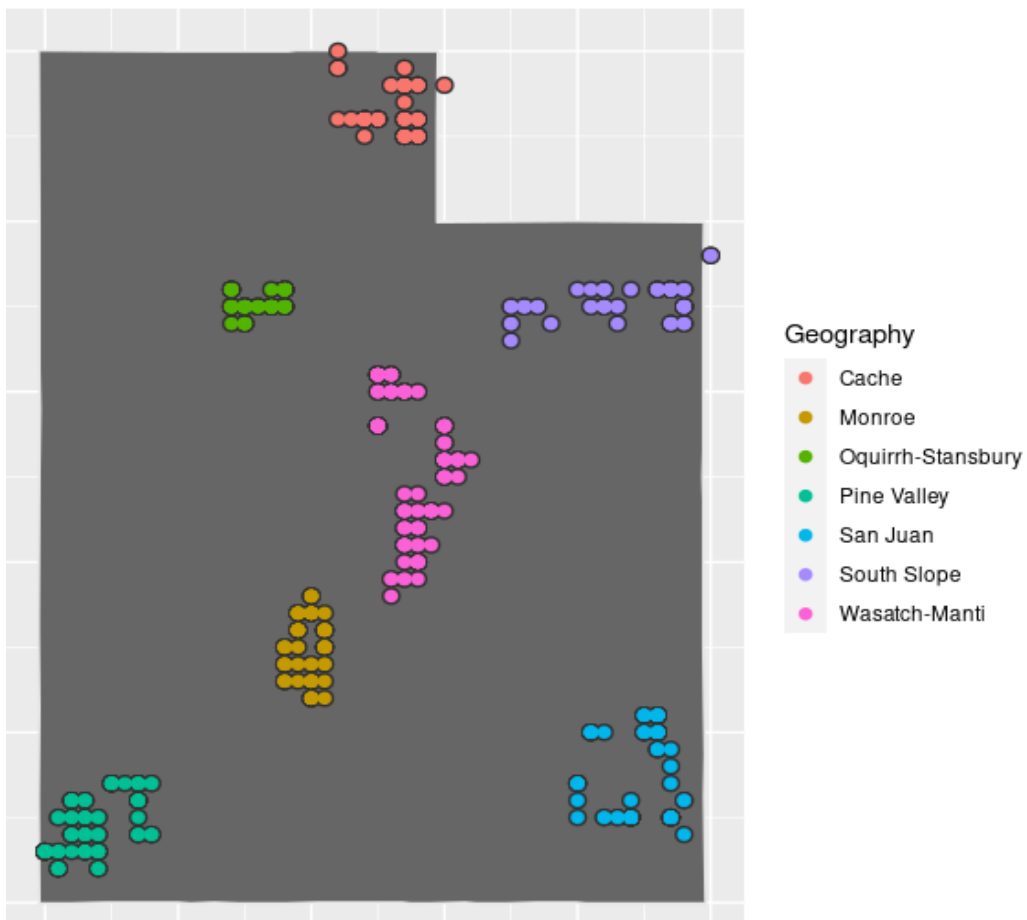 Geography
Cache
Monroe
Oquirrh-Stansbury
Pine Valley
San Juan
South Slope
Wasatch-Manti